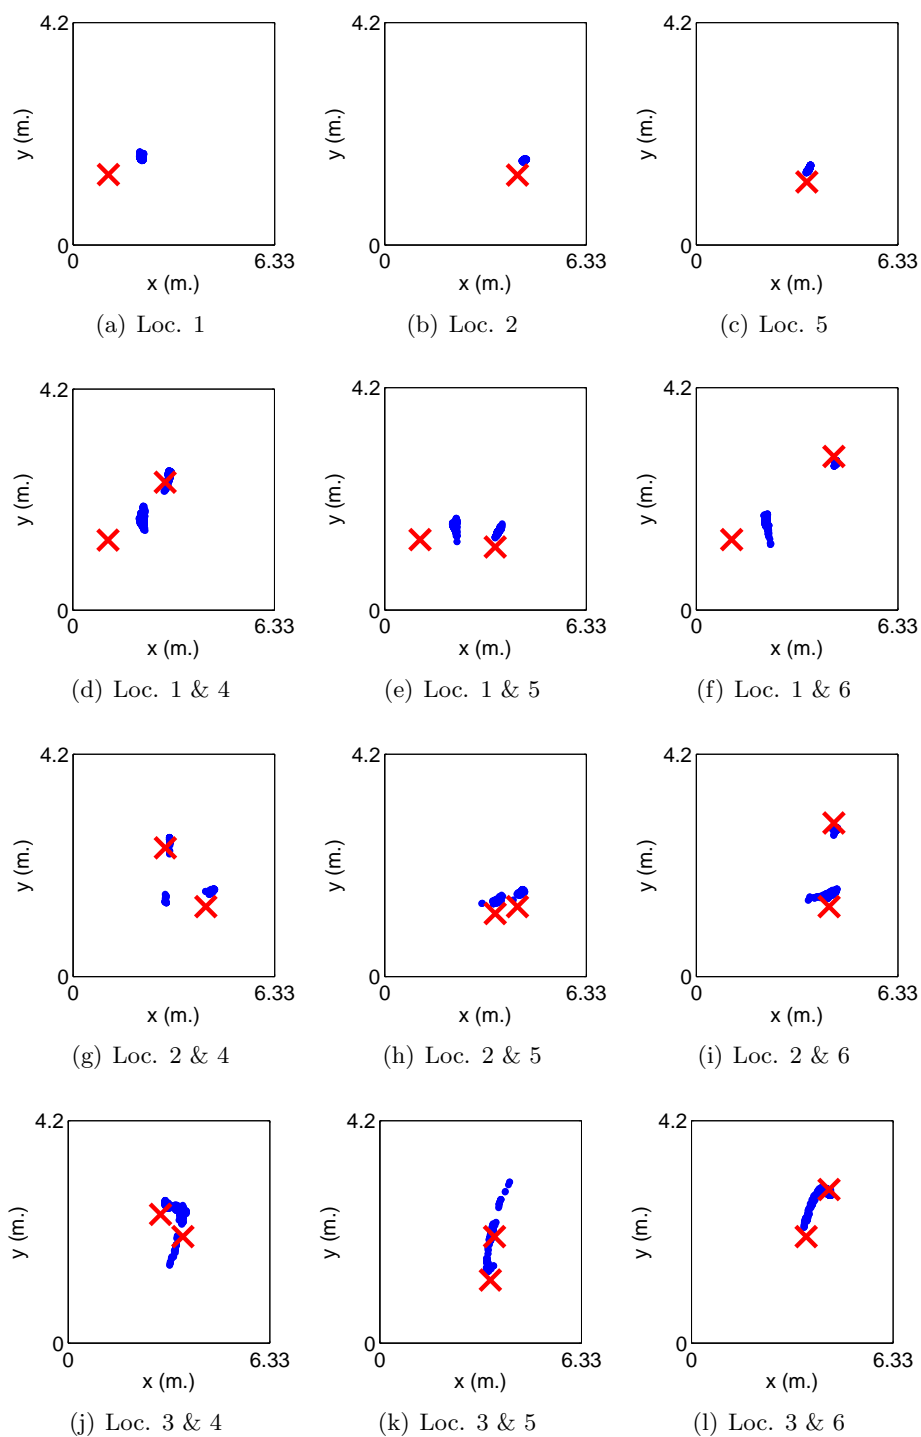 4.2 4.2 4.2
y (m.) y (m.) y (m.)
0 0 0
0 6.33 0 6.33 0 6.33
x (m.) x (m.) x (m.)
(a) Loc. 1 (b) Loc. 2 (c) Loc. 5
4.2 4.2 4.2
y (m.) y (m.) y (m.)
0 0 0
0 6.33 0 6.33 0 6.33
x (m.) x (m.) x (m.)
(d) Loc. 1 & 4 (e) Loc. 1 & 5 (f) Loc. 1 & 6
4.2 4.2 4.2
y (m.) y (m.) y (m.)
0 0 0
0 6.33 0 6.33 0 6.33
x (m.) x (m.) x (m.)
(g) Loc. 2 & 4 (h) Loc. 2 & 5 (i) Loc. 2 & 6
4.2 4.2 4.2
y (m.) y (m.) y (m.)
0 0 0
0 6.33 0 6.33 0 6.33
x (m.) x (m.) x (m.)
(j) Loc. 3 & 4 (k) Loc. 3 & 5 (l) Loc. 3 & 6